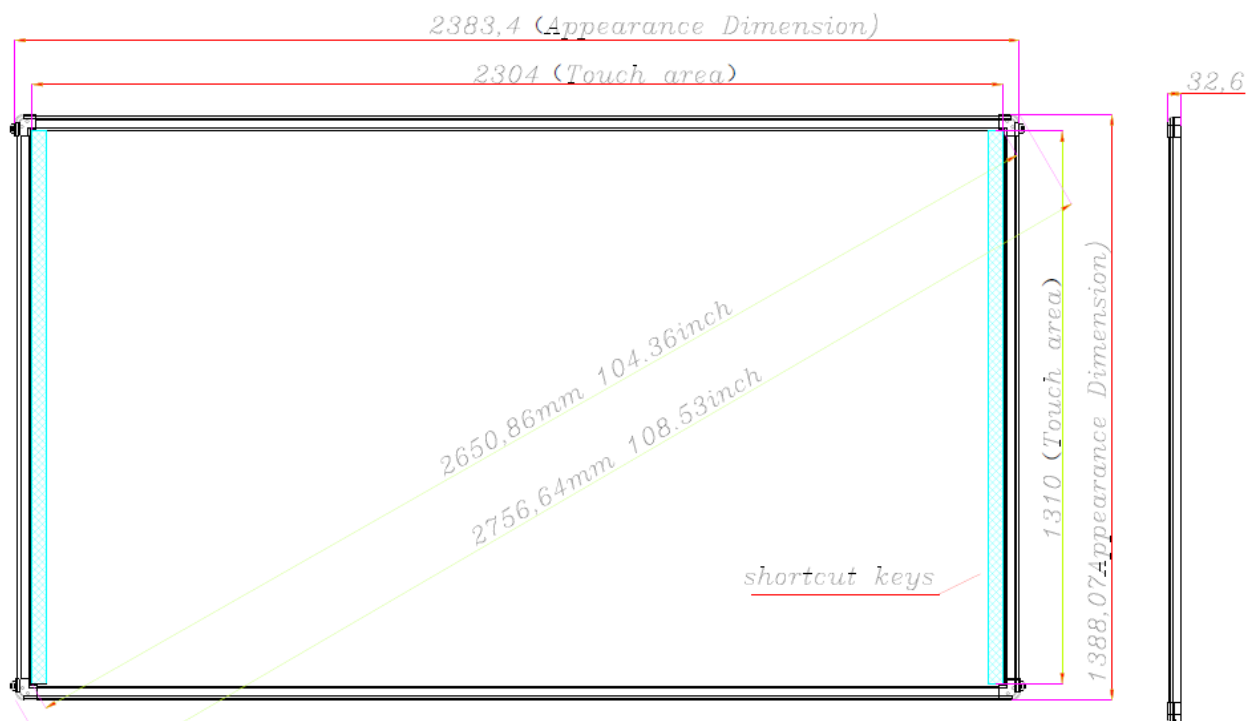 2383,4 (Appearance Dimension)
2304 (Touch area)
32,6
2650,86mm 104.36inch
2756,64mm 108.53inch
1310 (Touch area)
1388,07Appearance Dimension)
shortcut keys